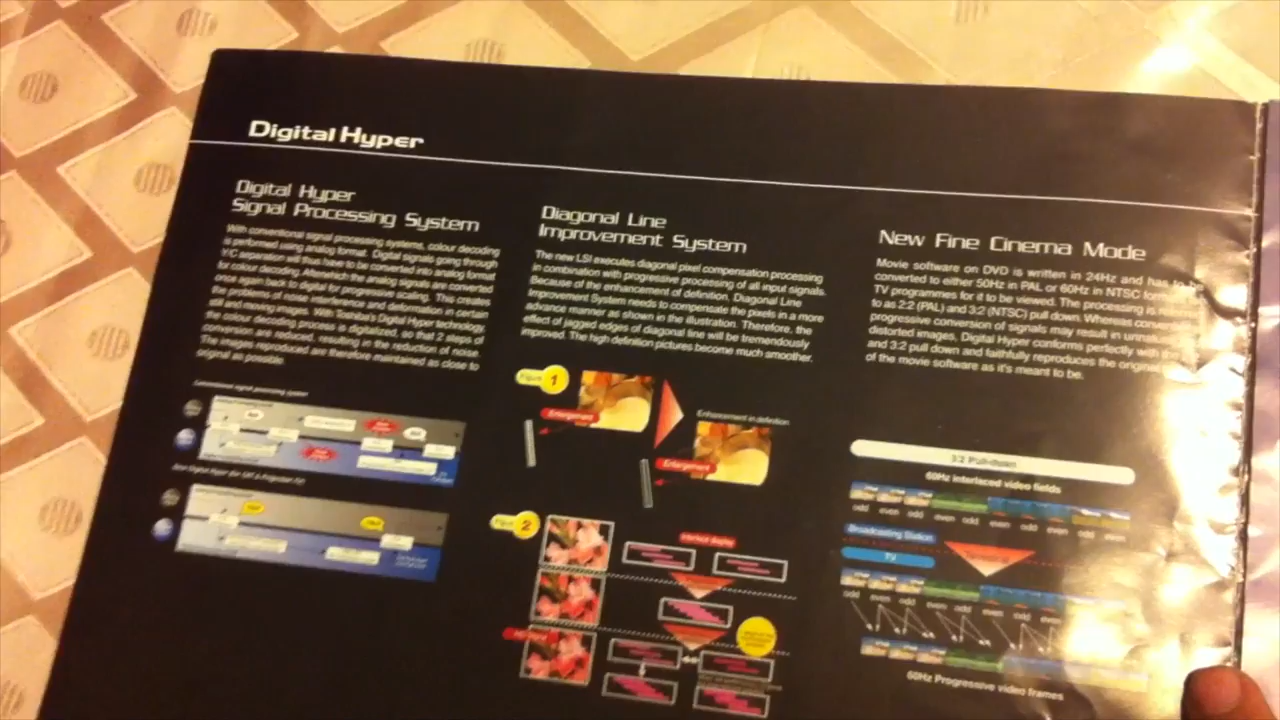 Digital Hyper
Digital Hyper
Signal Processing System
With conventional signal processing systems, colour decoding
is performed using analog format. Digital signals going through
Y/C separation will thus have to be converted into analog format
for colour decoding. Afterwhich the analog signals are converted
once again back to digital for progressive scaling. This creates
the problems of noise interference and deformation in certain
still and moving images. With Toshiba's Digital Hyper technology,
the colour decoding process is digitalized, so that 2 steps of
conversion are reduced, resulting in the reduction of noise.
The images reproduced are therefore maintained as close to
original as possible.
Conventional signal processing system
Diagonal Line
Improvement System
The new LSI executes diagonal pixel compensation processing
in combination with progressive processing of all input signals.
Because of the enhancement of definition, Diagonal Line
Improvement System needs to compensate the pixels in a more
advance manner as shown in the illustration. Therefore, the
effect of jagged edges of diagonal line will be tremendously
improved. The high definition pictures become much smoother.
Figure 1
Enlargement
Enhancement in definition
Enlargement
Figure 2
New Fine Cinema Mode
Movie software on DVD is written in 24Hz and has to
converted to either 50Hz in PAL or 60Hz in NTSC
TV programmes for it to be viewed. The processing is
to as 2:2 (PAL) and 3:2 (NTSC) pull down. Whereas
progressive conversion of signals may result in
distorted images, Digital Hyper conforms perfectly with
and 3:2 pull down and faithfully reproduces the
of the movie software as it's meant to be.
3:2 Pull-down
60Hz interlaced video fields
odd even odd even odd even odd even
Broadcasting Station
TV
odd even odd even odd even odd even
60Hz Progressive video frames